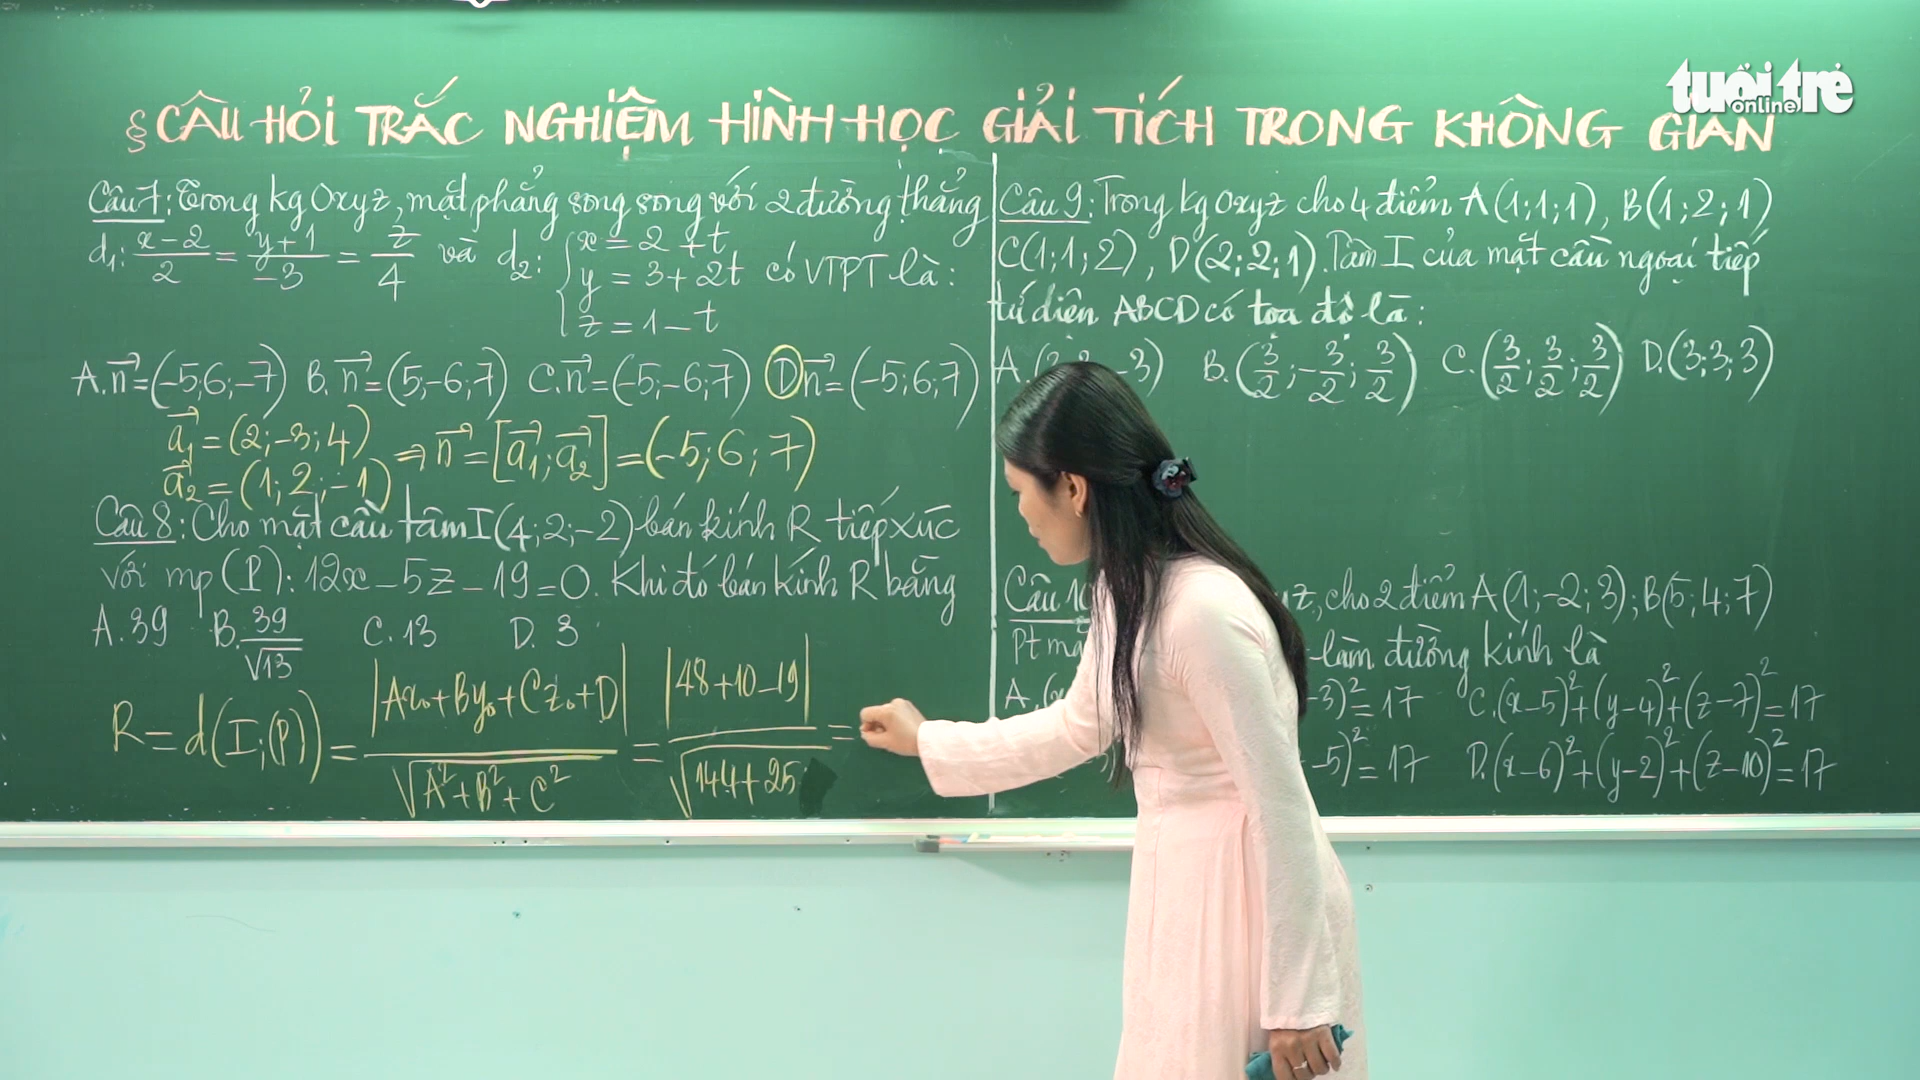 tuổi trẻ online
§ CÂU HỎI TRẮC NGHIỆM HÌNH HỌC GIẢI TÍCH TRONG KHÔNG GIAN
Câu 7: Trong kg Oxyz, mặt phẳng song song với 2 đường thẳng
d₁: (x-2)/2 = (y+1)/-3 = z/4 và d₂: { x = 2 + t
y = 3 + 2t có VTPT là:
z = 1 - t
A. n⃗ = (-5;6;-7) B. n⃗ = (5;-6;7) C. n⃗ = (-5;-6;7) D n⃗ = (-5;6;7)
a⃗₁ = (2;-3;4)
a⃗₂ = (1;2;-1) ⇒ n⃗ = [a⃗₁;a⃗₂] = (-5;6;7)
Câu 8: Cho mặt cầu tâm I(4;2;-2) bán kính R tiếp xúc
với mp (P): 12x - 5z - 19 = 0. Khi đó bán kính R bằng
A. 39 B. 39/√13 C. 13 D. 3
R = d(I;(P)) = |Ax₀+By₀+Cz₀+D| / √(A²+B²+C²) = |48+10-19| / √(144+25) =
Câu 9: Trong kg Oxyz cho 4 điểm A(1;1;1), B(1;2;1)
C(1;1;2), D(2;2;1). Tâm I của mặt cầu ngoại tiếp
tứ diện ABCD có tọa độ là:
A. -3) B. (3/2;-3/2;3/2) C. (3/2;3/2;3/2) D. (3;3;3)
Câu 10 z, cho 2 điểm A(1;-2;3); B(5;4;7)
Pt làm đường kính là
A. -3)² = 17 C. (x-5)²+(y-4)²+(z-7)² = 17
-5)² = 17 D. (x-6)²+(y-2)²+(z-10)² = 17